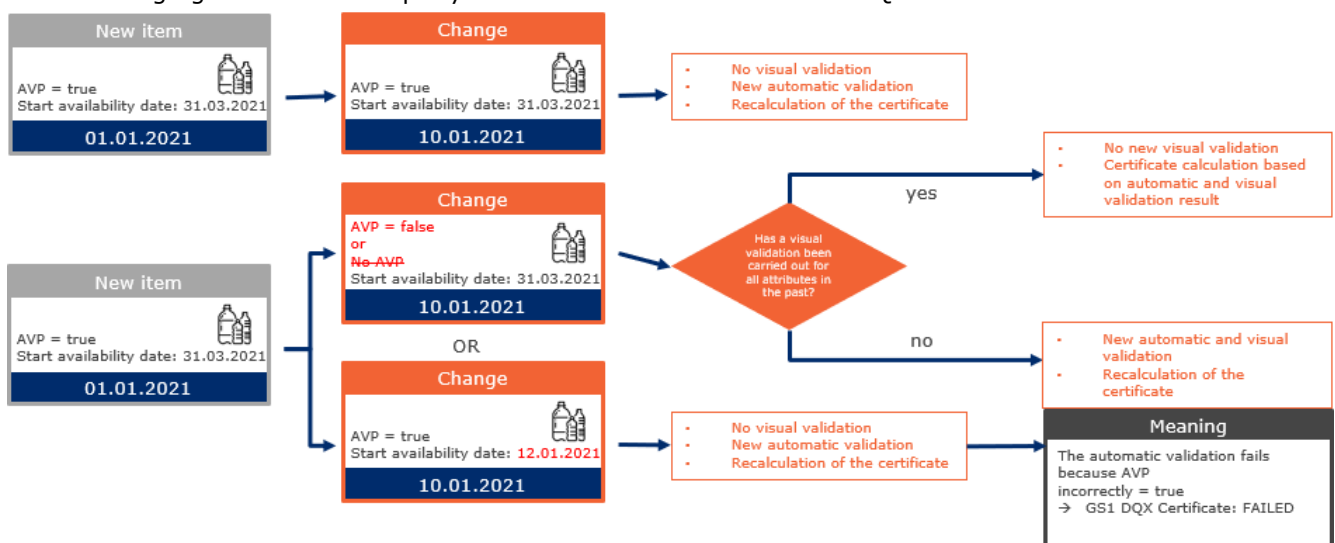 New item
AVP = true
Start availability date: 31.03.2021
01.01.2021
Change
AVP = true
Start availability date: 31.03.2021
10.01.2021
• No visual validation
• New automatic validation
• Recalculation of the certificate
New item
AVP = true
Start availability date: 31.03.2021
01.01.2021
Change
AVP = false
or
No AVP
Start availability date: 31.03.2021
10.01.2021
OR
Change
AVP = true
Start availability date: 12.01.2021
10.01.2021
Has a visual
validation been
carried out for
all attributes in
the past?
yes
• No new visual validation
• Certificate calculation based
on automatic and visual
validation result
no
• New automatic and visual
validation
• Recalculation of the
certificate
• No visual validation
• New automatic validation
• Recalculation of the certificate
Meaning
The automatic validation fails
because AVP
incorrectly = true
→ GS1 DQX Certificate: FAILED